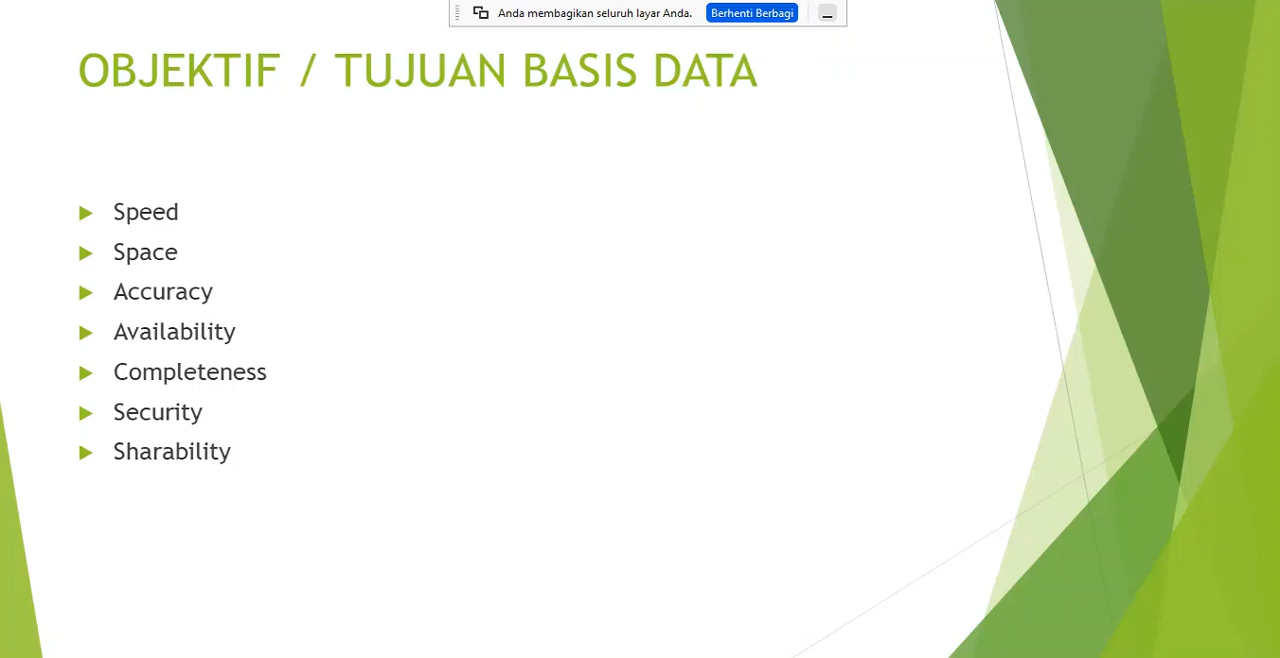 Anda membagikan seluruh layar Anda. Berhenti Berbagi
OBJEKTIF / TUJUAN BASIS DATA
Speed
Space
Accuracy
Availability
Completeness
Security
Sharability